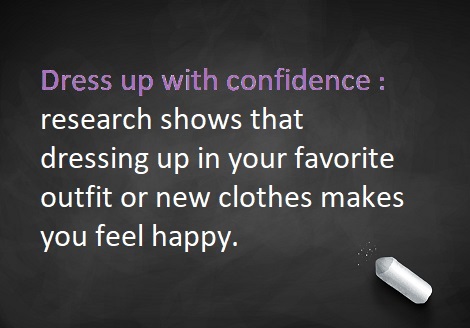 Dress up with confidence :
research shows that
dressing up in your favorite
outfit or new clothes makes
you feel happy.